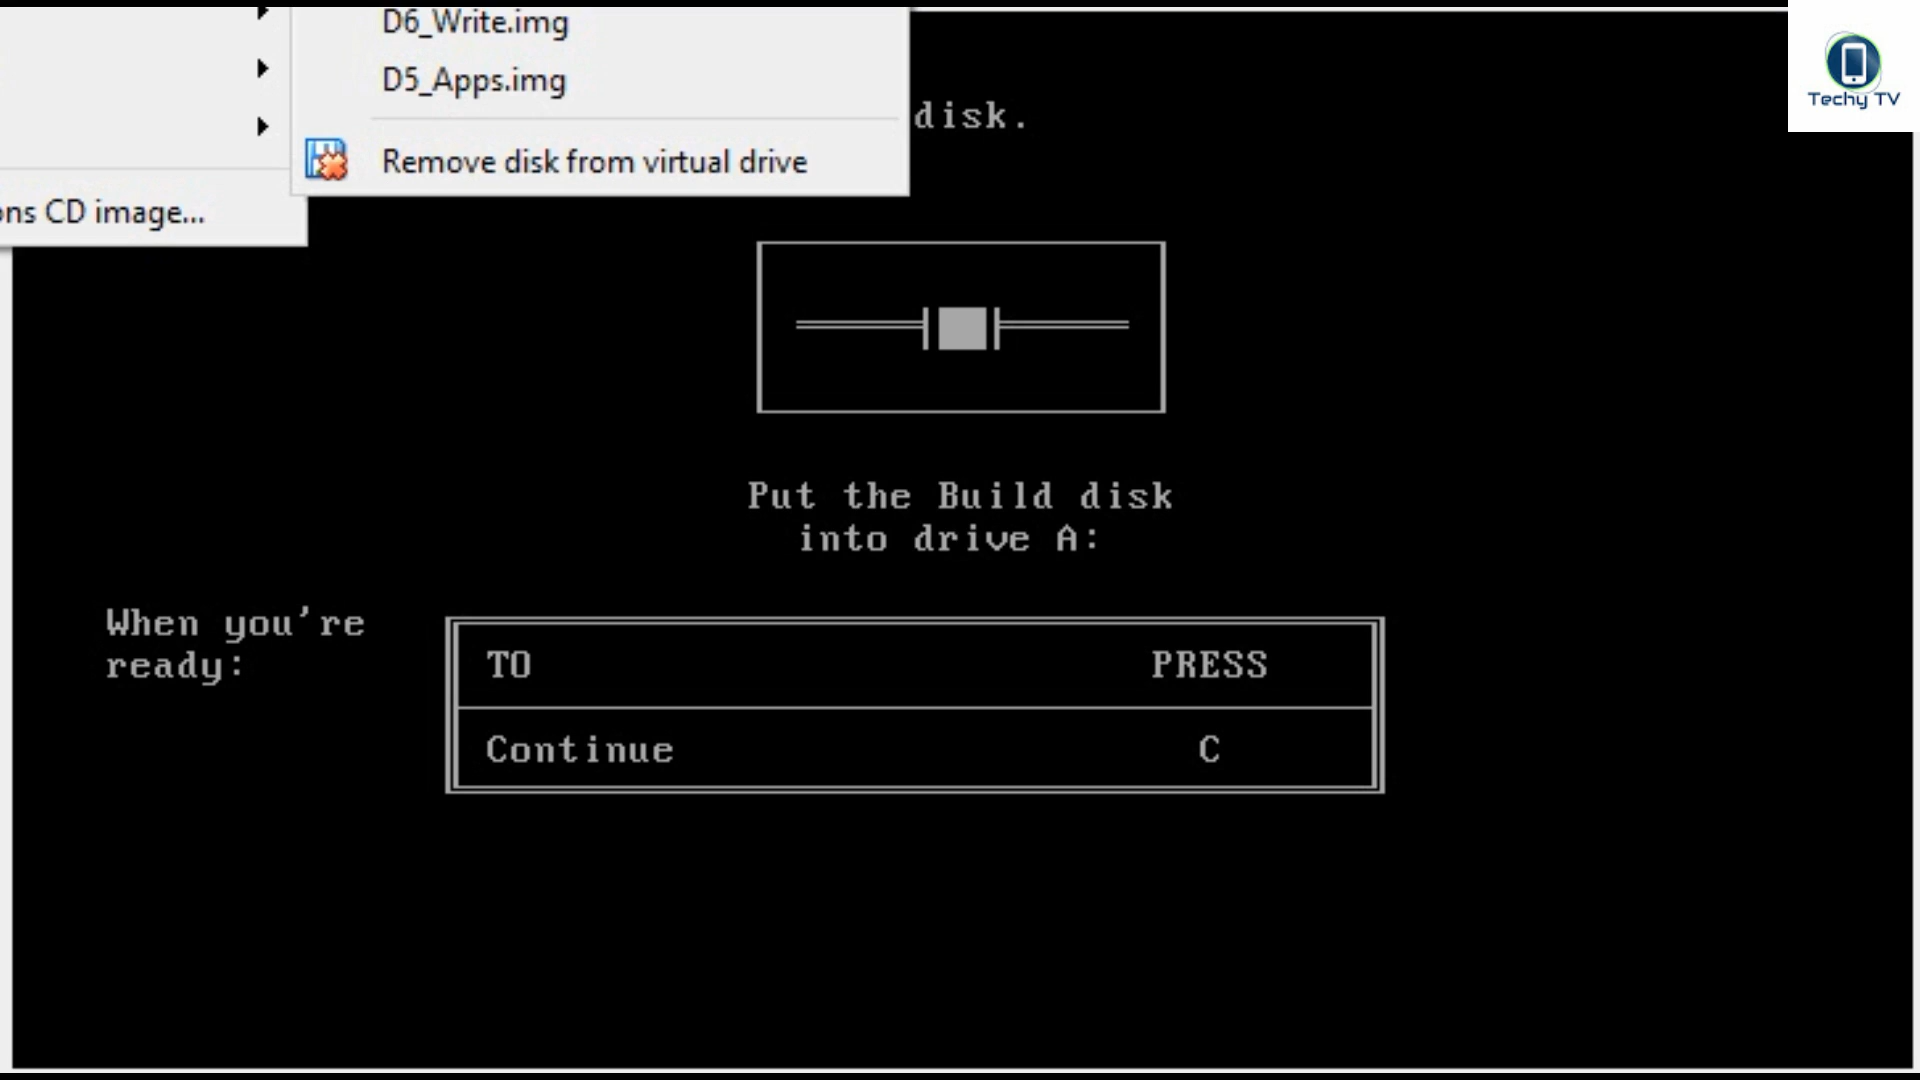 D6_Write.img
D5_Apps.img
disk.
Techy TV
Remove disk from virtual drive
ons CD image...
Put the Build disk
into drive A:
When you're
ready:
TO PRESS
Continue C